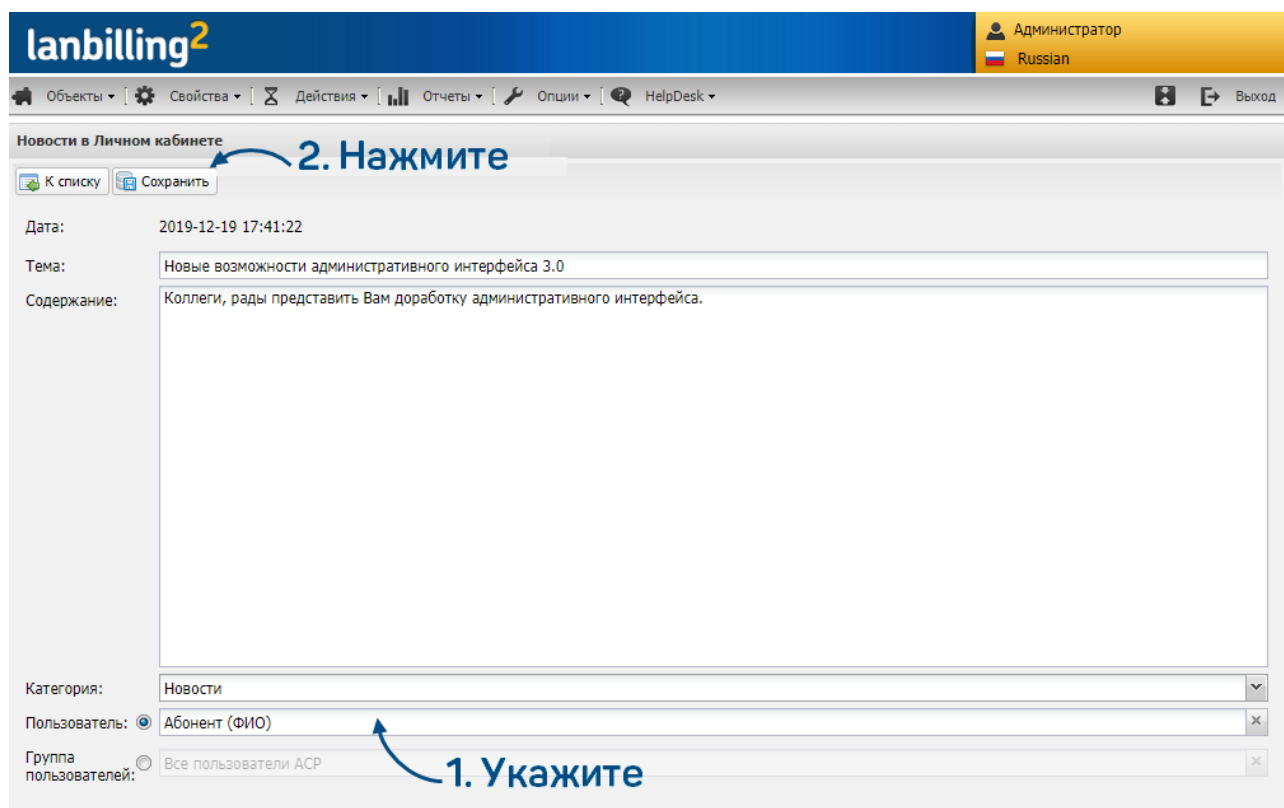 lanbilling2
Администратор
Russian
Объекты Свойства Действия Отчеты Опции HelpDesk Выход
Новости в Личном кабинете
2. Нажмите
К списку Сохранить
Дата: 2019-12-19 17:41:22
Тема: Новые возможности административного интерфейса 3.0
Содержание: Коллеги, рады представить Вам доработку административного интерфейса.
Категория: Новости
Пользователь: Абонент (ФИО)
Группа
пользователей: Все пользователи АСР
1. Укажите